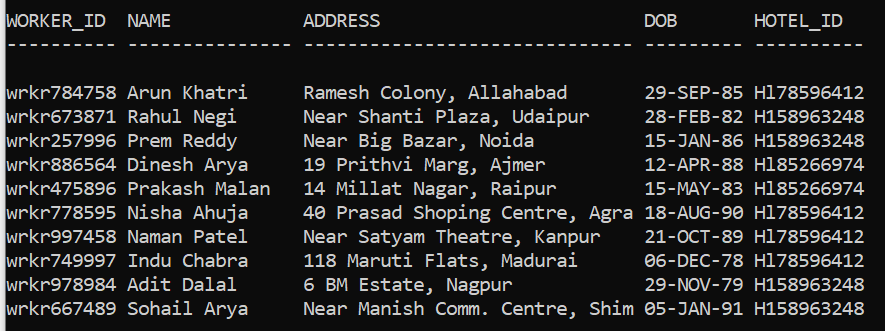 WORKER_ID NAME ADDRESS DOB HOTEL_ID
---------- --------------- ------------------------------ --------- ----------
wrkr784758 Arun Khatri Ramesh Colony, Allahabad 29-SEP-85 Hl78596412
wrkr673871 Rahul Negi Near Shanti Plaza, Udaipur 28-FEB-82 H158963248
wrkr257996 Prem Reddy Near Big Bazar, Noida 15-JAN-86 H158963248
wrkr886564 Dinesh Arya 19 Prithvi Marg, Ajmer 12-APR-88 Hl85266974
wrkr475896 Prakash Malan 14 Millat Nagar, Raipur 15-MAY-83 Hl85266974
wrkr778595 Nisha Ahuja 40 Prasad Shoping Centre, Agra 18-AUG-90 Hl78596412
wrkr997458 Naman Patel Near Satyam Theatre, Kanpur 21-OCT-89 Hl78596412
wrkr749997 Indu Chabra 118 Maruti Flats, Madurai 06-DEC-78 Hl78596412
wrkr978984 Adit Dalal 6 BM Estate, Nagpur 29-NOV-79 H158963248
wrkr667489 Sohail Arya Near Manish Comm. Centre, Shim 05-JAN-91 H158963248